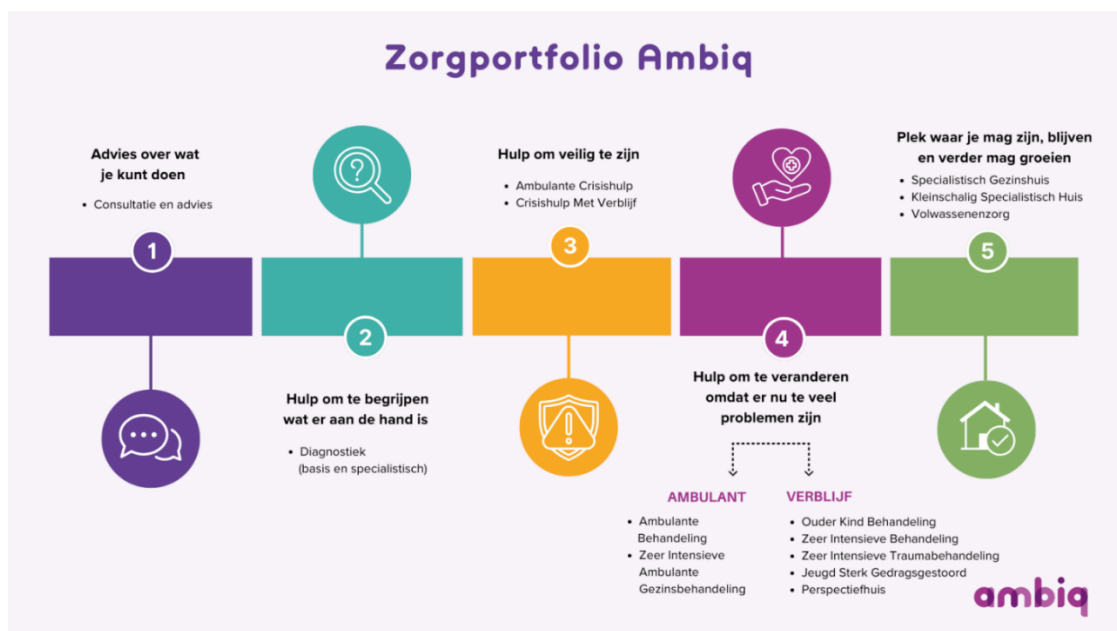 Zorgportfolio Ambiq
Advies over wat
je kunt doen
• Consultatie en advies
1
2
Hulp om te begrijpen
wat er aan de hand is
• Diagnostiek
(basis en specialistisch)
Hulp om veilig te zijn
• Ambulante Crisishulp
• Crisishulp Met Verblijf
3
4
Hulp om te veranderen
omdat er nu te veel
problemen zijn
AMBULANT
• Ambulante
Behandeling
• Zeer Intensieve
Ambulante
Gezinsbehandeling
VERBLIJF
• Ouder Kind Behandeling
• Zeer Intensieve Behandeling
• Zeer Intensieve Traumabehandeling
• Jeugd Sterk Gedragsgestoord
• Perspectiefhuis
Plek waar je mag zijn, blijven
en verder mag groeien
• Specialistisch Gezinshuis
• Kleinschalig Specialistisch Huis
• Volwassenenzorg
5
ambiq